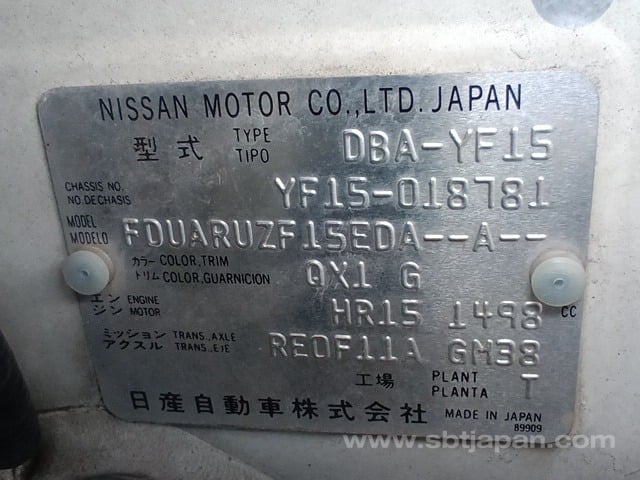 NISSAN MOTOR CO.,LTD. JAPAN
型式 TYPE TIPO DBA-YF15
CHASSIS NO. NO.DECHASIS YF15-018781
MODEL MODELO FDUARUZF15EDA--A--
カラー COLOR,TRIM
トリム COLOR,GUARNICION QX1 G
エンジン ENGINE MOTOR HR15 1498 CC
ミッション TRANS.,AXLE
アクスル TRANS.,EJE RE0F11A GM38
工場 PLANT PLANTA T
日産自動車株式会社 MADE IN JAPAN
89909
www.sbtjapan.com